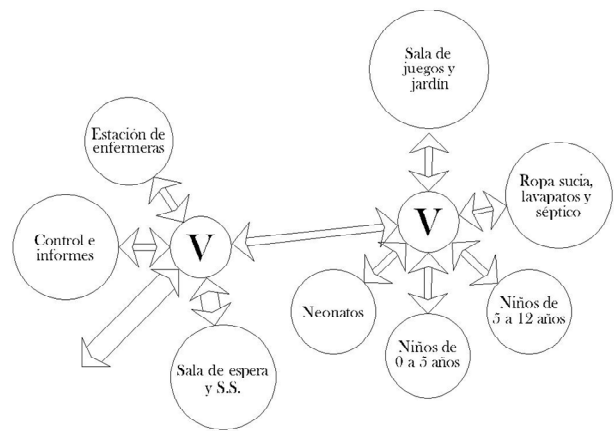 Sala de
juegos y
jardín
Estación de
enfermeras
Ropa sucia,
lavapatos y
séptico
V
V
Control e
informes
Neonatos
Niños de
5 a 12 años
Niños de
0 a 5 años
Sala de espera
y S.S.